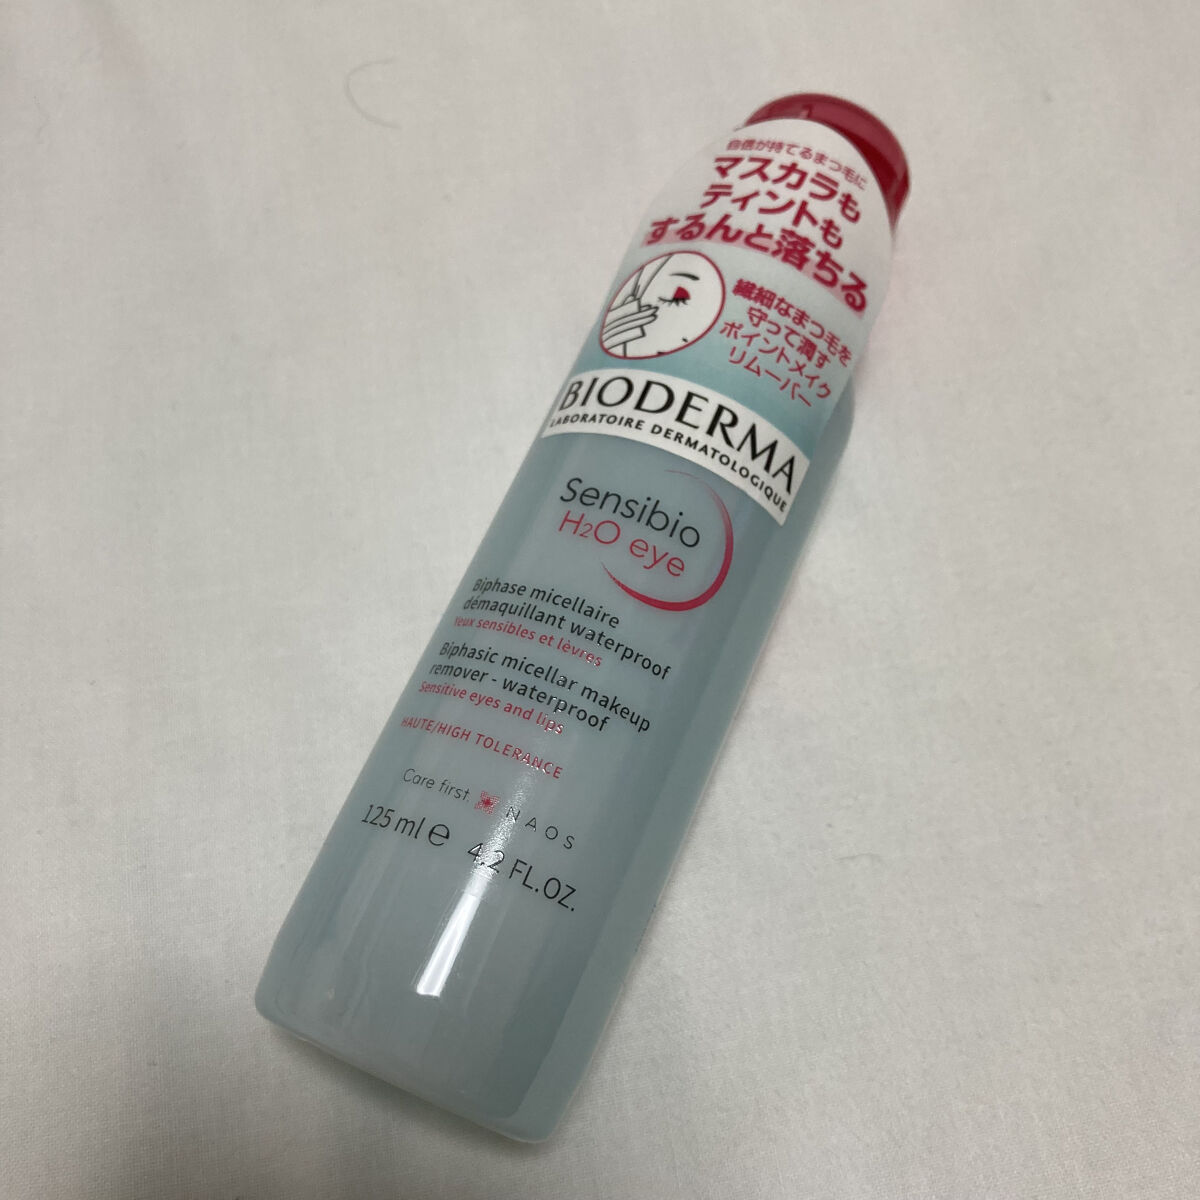 自信が持てるまつ毛に
マスカラも
ティントも
するんと落ちる
繊細なまつ毛を
守って潤す
ポイントメイク
リムーバー
BIODERMA
LABORATOIRE DERMATOLOGIQUE
Sensibio
H2O eye
Biphase micellaire
démaquillant waterproof
Yeux sensibles et lèvres
Biphasic micellar makeup
remover - waterproof
Sensitive eyes and lips
HAUTE/HIGH TOLERANCE
Care first. NAOS
125 ml e 4.2 FL.OZ.